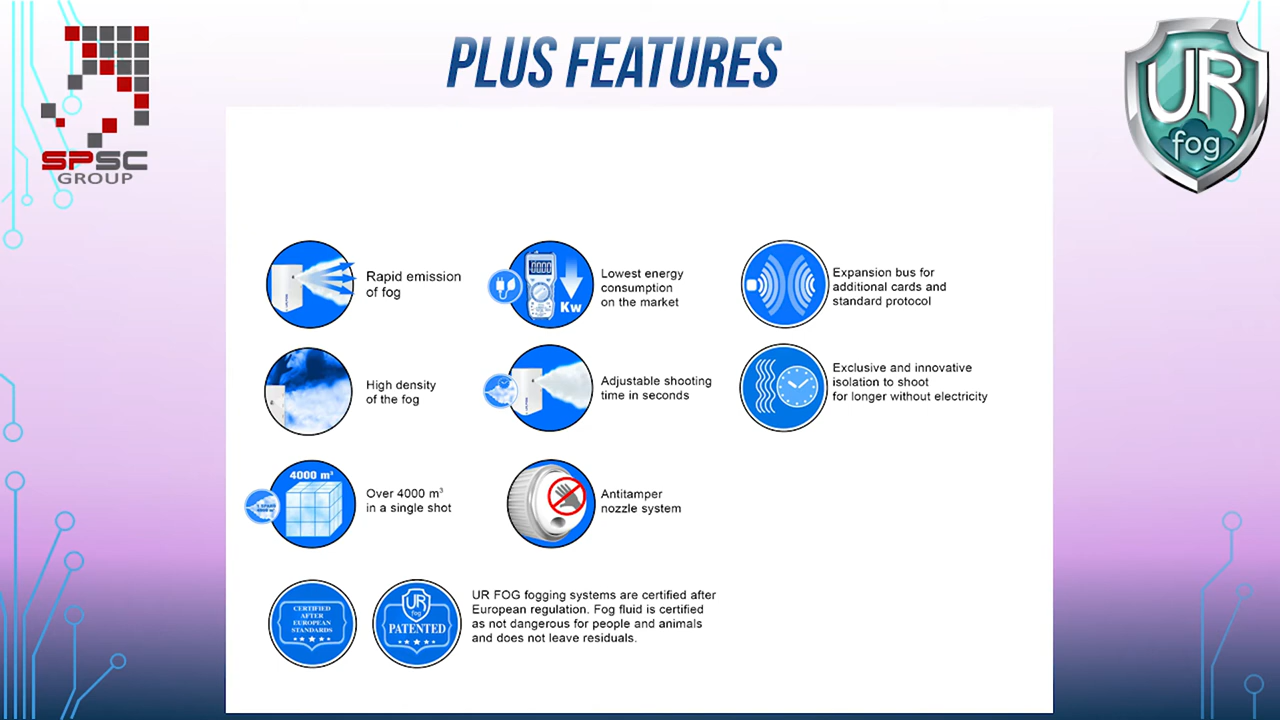 PLUS FEATURES
SPSC
GROUP
UR
fog
Rapid emission
of fog
Kw
Lowest energy
consumption
on the market
Expansion bus for
additional cards and
standard protocol
High density
of the fog
Adjustable shooting
time in seconds
Exclusive and innovative
isolation to shoot
for longer without electricity
4000 m³
Over 4000 m³
in a single shot
Antitamper
nozzle system
CERTIFIED
AFTER
EUROPEAN
STANDARDS
UR
fog
PATENTED
UR FOG fogging systems are certified after
European regulation. Fog fluid is certified
as not dangerous for people and animals
and does not leave residuals.